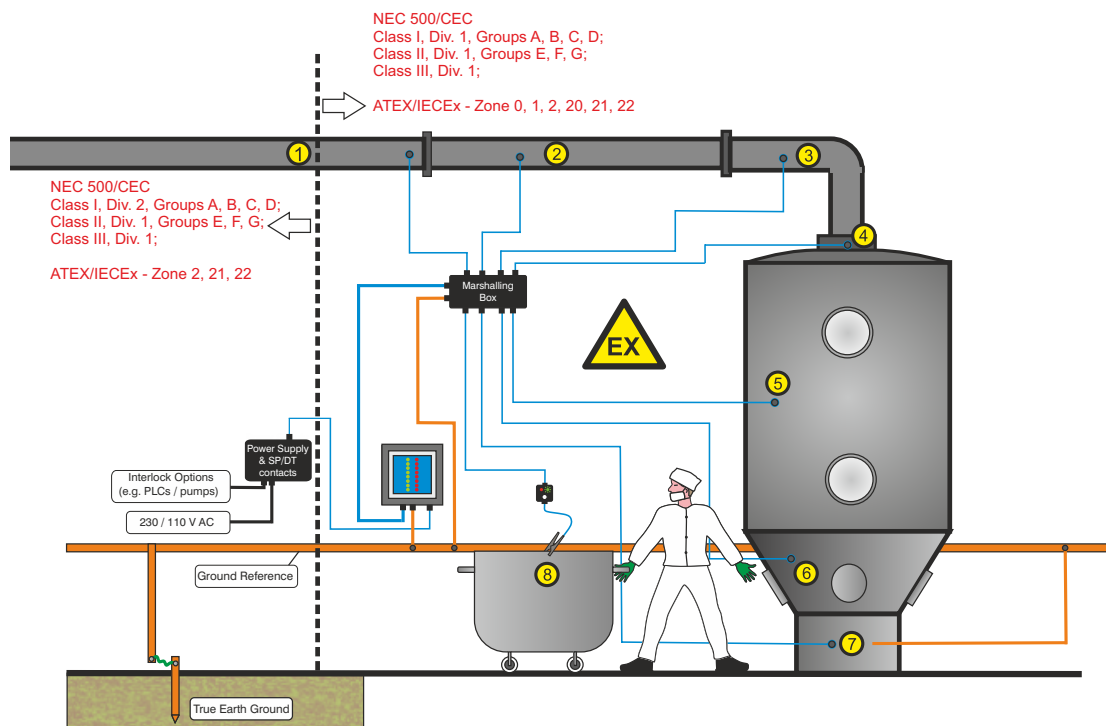 NEC 500/CEC
Class I, Div. 1, Groups A, B, C, D;
Class II, Div. 1, Groups E, F, G;
Class III, Div. 1;
ATEX/IECEx - Zone 0, 1, 2, 20, 21, 22
1
2
3
NEC 500/CEC
Class I, Div. 2, Groups A, B, C, D;
Class II, Div. 1, Groups E, F, G;
Class III, Div. 1;
ATEX/IECEx - Zone 2, 21, 22
4
Marshalling
Box
EX
5
Power Supply
& SP/DT
contacts
Interlock Options
(e.g. PLCs / pumps)
230 / 110 V AC
Ground Reference
8
6
7
True Earth Ground